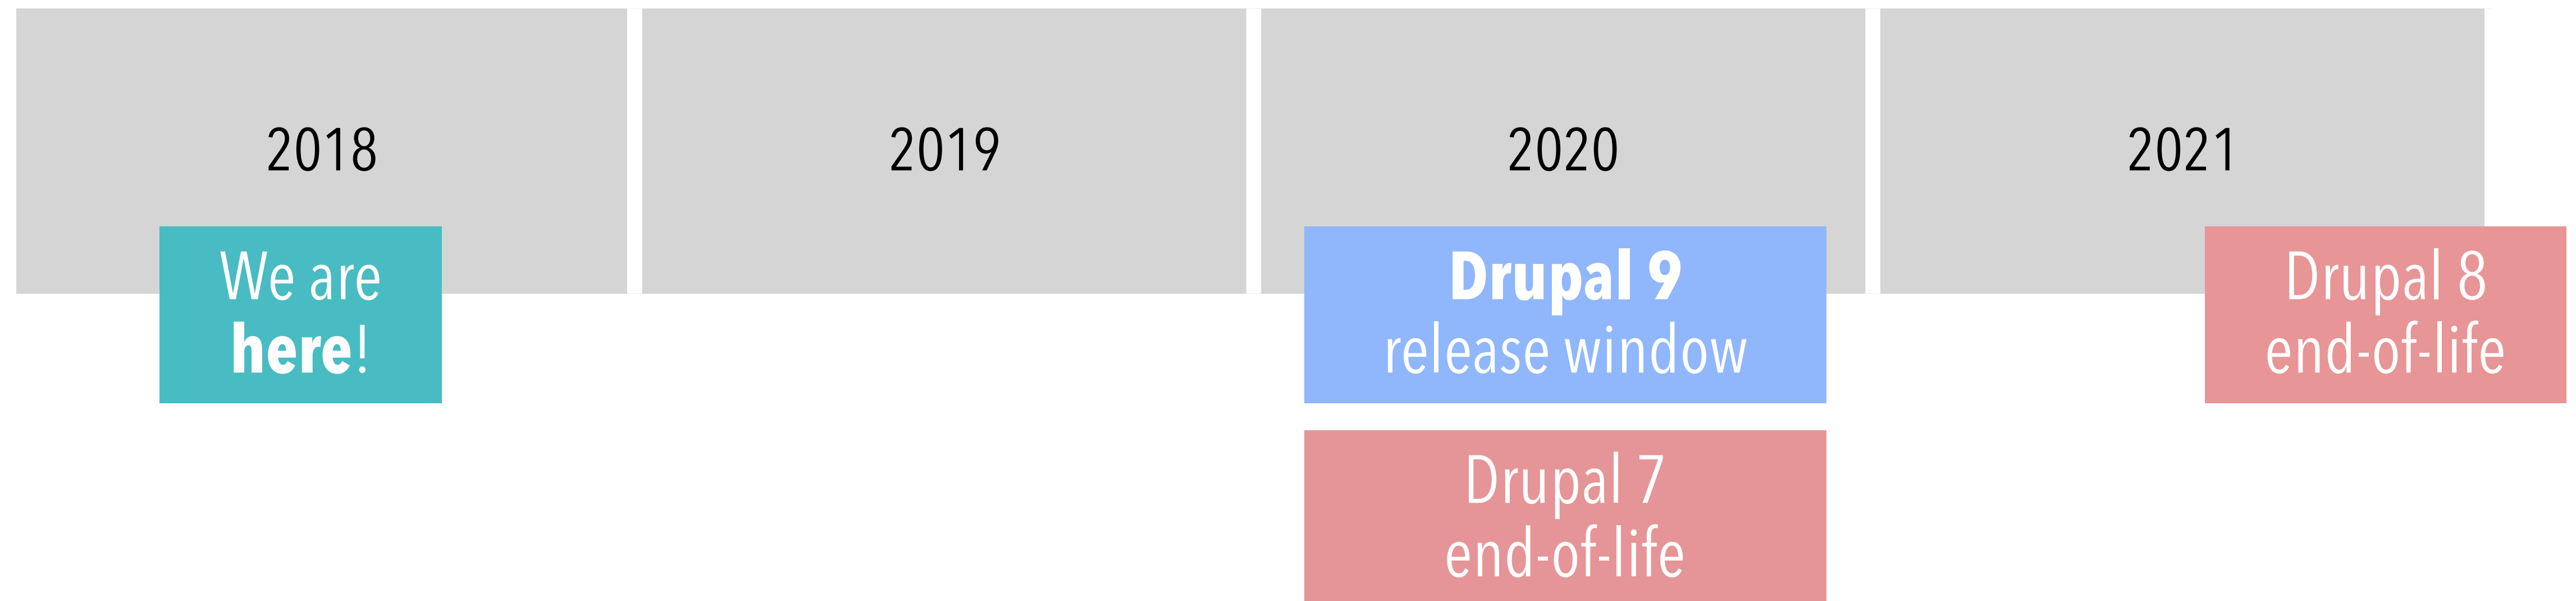 2018
2019
2020
2021
We are
here!
Drupal 9
release window
Drupal 8
end-of-life
Drupal 7
end-of-life